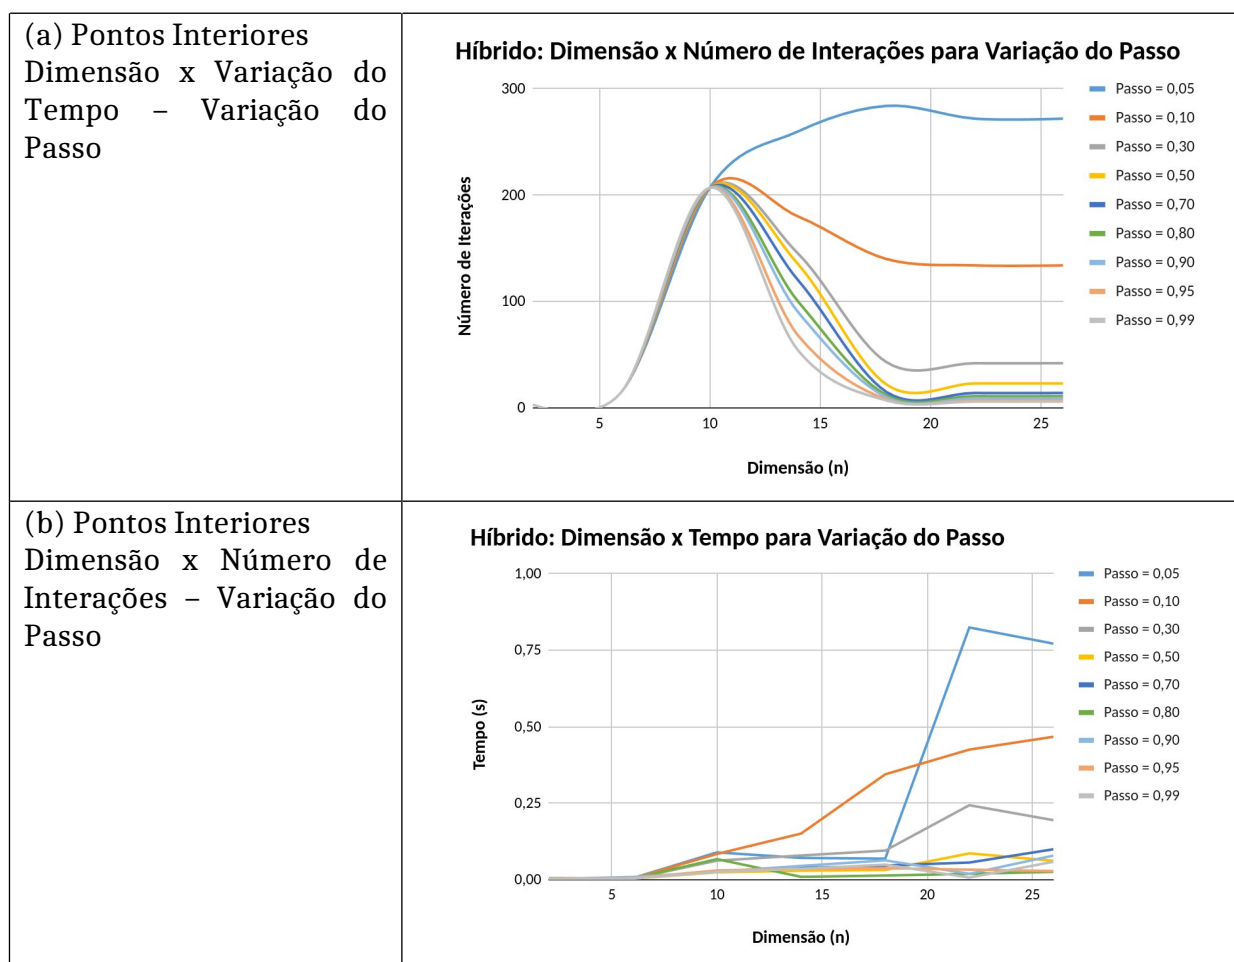 (a) Pontos Interiores
Dimensão x Variação do
Tempo – Variação do
Passo
Híbrido: Dimensão x Número de Interações para Variação do Passo
Número de Iterações
300
200
100
0
5
10
15
20
25
Dimensão (n)
Passo = 0,05
Passo = 0,10
Passo = 0,30
Passo = 0,50
Passo = 0,70
Passo = 0,80
Passo = 0,90
Passo = 0,95
Passo = 0,99
(b) Pontos Interiores
Dimensão x Número de
Interações – Variação do
Passo
Híbrido: Dimensão x Tempo para Variação do Passo
Tempo (s)
1,00
0,75
0,50
0,25
0,00
5
10
15
20
25
Dimensão (n)
Passo = 0,05
Passo = 0,10
Passo = 0,30
Passo = 0,50
Passo = 0,70
Passo = 0,80
Passo = 0,90
Passo = 0,95
Passo = 0,99